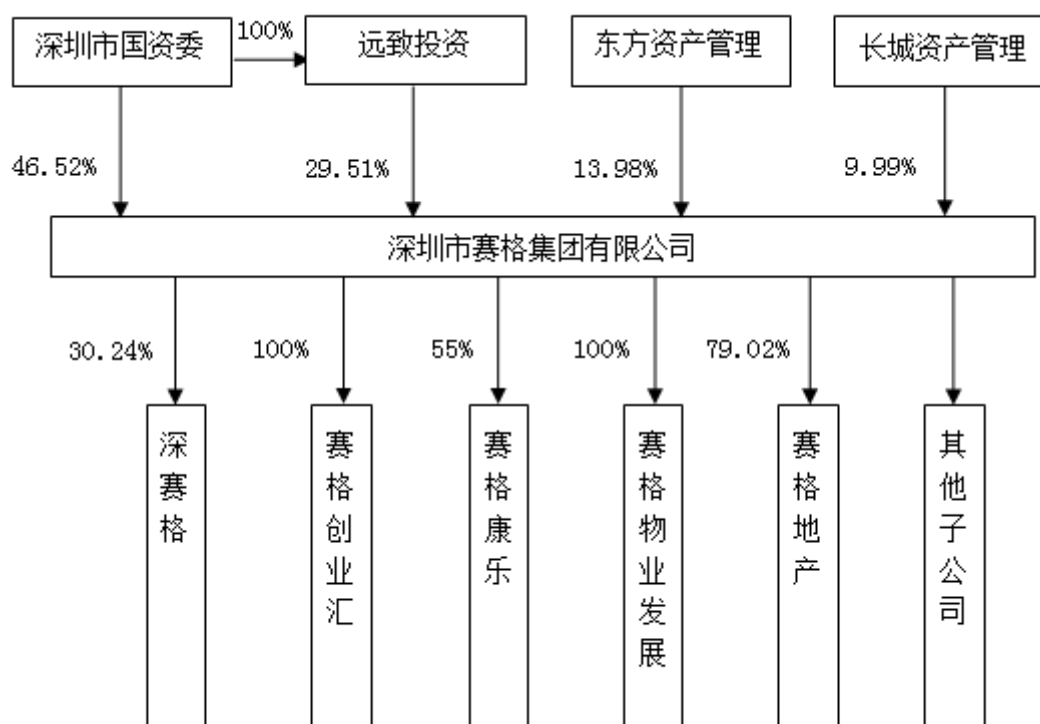 深圳市国资委
100%
远致投资
东方资产管理
长城资产管理
46.52%
29.51%
13.98%
9.99%
深圳市赛格集团有限公司
30.24%
100%
55%
100%
79.02%
深赛格
赛格创业汇
赛格康乐
赛格物业发展
赛格地产
其他子公司